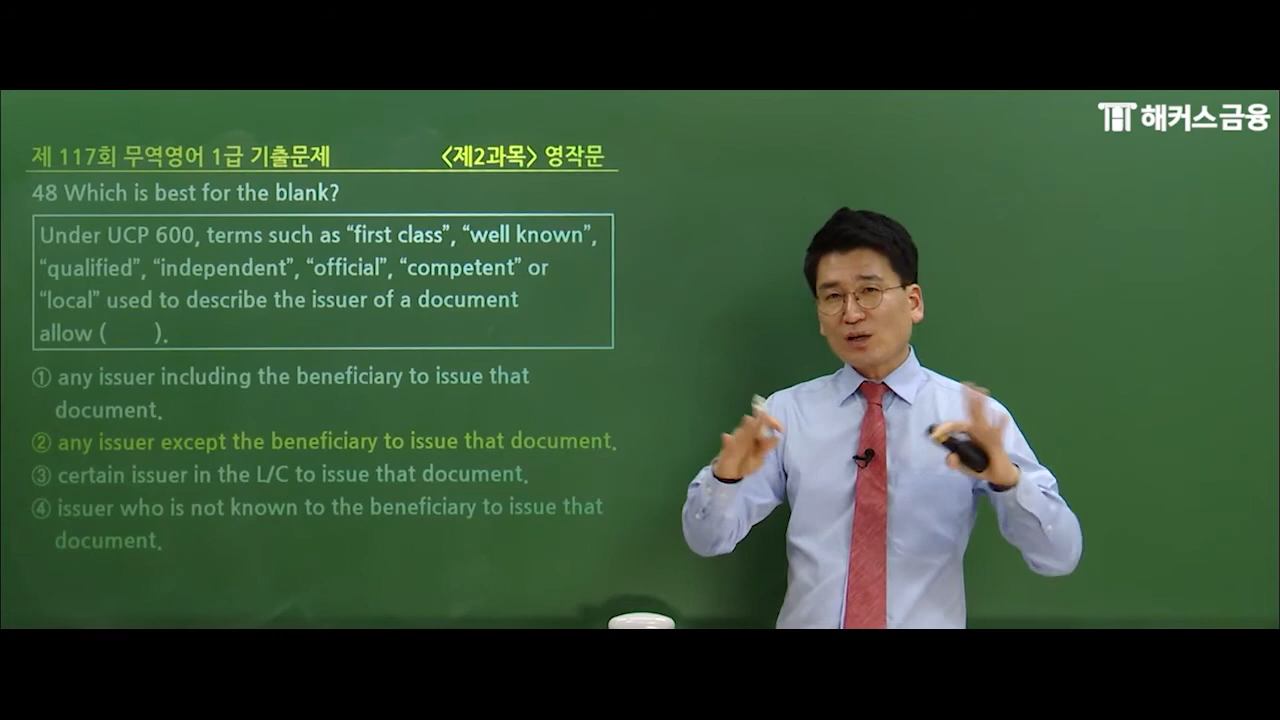 해커스금융
제 117회 무역영어 1급 기출문제 <제2과목> 영작문
48 Which is best for the blank?
Under UCP 600, terms such as “first class”, “well known”,
“qualified”, “independent”, “official”, “competent” or
“local” used to describe the issuer of a document
allow ( ).
① any issuer including the beneficiary to issue that
document.
② any issuer except the beneficiary to issue that document.
③ certain issuer in the L/C to issue that document.
④ issuer who is not known to the beneficiary to issue that
document.